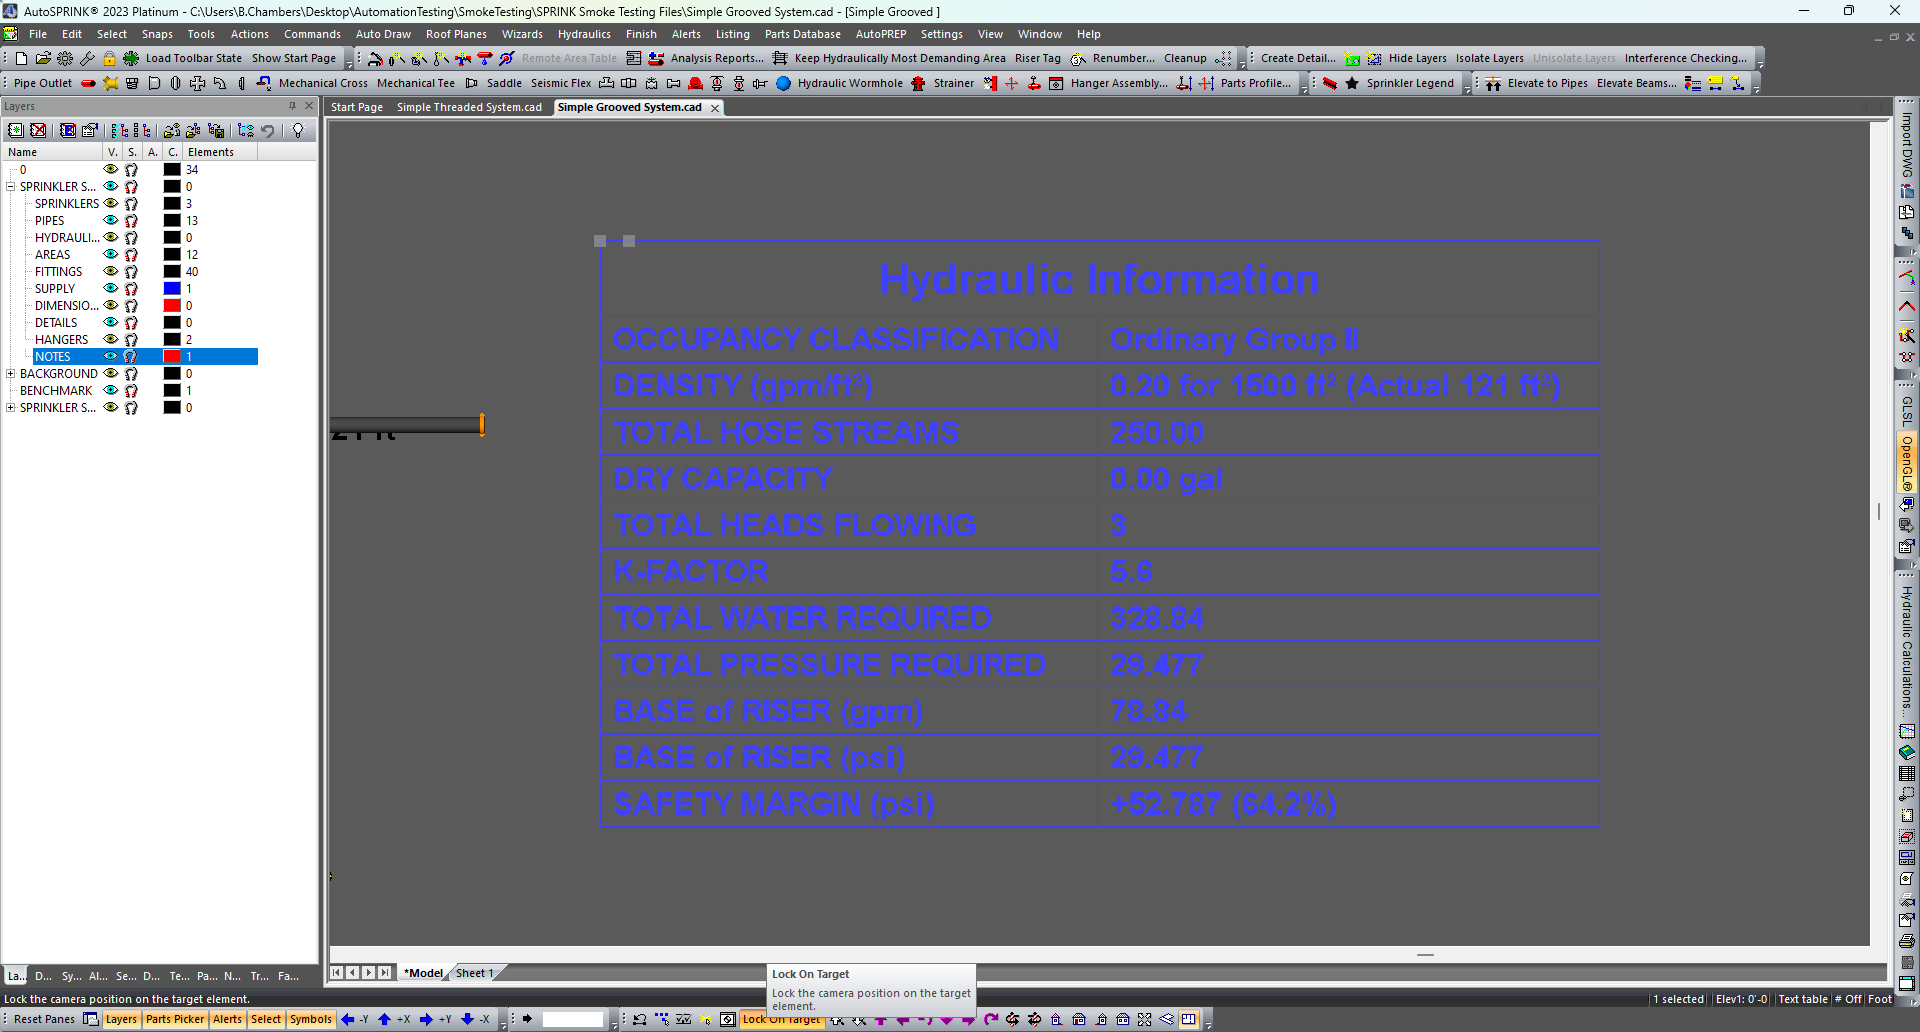 AutoSPRINK® 2023 Platinum - C:\Users\B.Chambers\Desktop\AutomationTesting\SmokeTesting\SPRINK Smoke Testing Files\Simple Grooved System.cad - [Simple Grooved ]
File Edit Select Snaps Tools Actions Commands Auto Draw Roof Planes Wizards Hydraulics Finish Alerts Listing Parts Database AutoPREP Settings View Window Help
Load Toolbar State Show Start Page Remote Area Table Analysis Reports... Keep Hydraulically Most Demanding Area Riser Tag Renumber... Cleanup Create Detail... Hide Layers Isolate Layers Unisolate Layers Interference Checking...
Pipe Outlet Mechanical Cross Mechanical Tee Saddle Seismic Flex Hydraulic Wormhole Strainer Hanger Assembly... Parts Profile... Sprinkler Legend Elevate to Pipes Elevate Beams...
Layers
Start Page Simple Threaded System.cad Simple Grooved System.cad
Name V. S. A. C. Elements
0 34
SPRINKLER S... 0
SPRINKLERS 3
PIPES 13
HYDRAULI... 0
AREAS 12
FITTINGS 40
SUPPLY 1
DIMENSIO... 0
DETAILS 0
HANGERS 2
NOTES 1
BACKGROUND 0
BENCHMARK 1
SPRINKLER S... 0
Hydraulic Information
OCCUPANCY CLASSIFICATION Ordinary Group II
DENSITY (gpm/ft²) 0.20 for 1500 ft² (Actual 121 ft²)
TOTAL HOSE STREAMS 250.00
DRY CAPACITY 0.00 gal
TOTAL HEADS FLOWING 3
K-FACTOR 5.6
TOTAL WATER REQUIRED 328.84
TOTAL PRESSURE REQUIRED 29.477
BASE of RISER (gpm) 78.84
BASE of RISER (psi) 29.477
SAFETY MARGIN (psi) +52.787 (64.2%)
Import DWG
GLSL
OpenGL®
Hydraulic Calculations...
La... D... Sy... Al... Se... D... Te... Pa... N... Tr... Fa...
*Model Sheet 1
Lock On Target
Lock the camera position on the target
element.
Lock the camera position on the target element.
1 selected Elev1: 0'-0 Text table # Off Foot
Reset Panes Layers Parts Picker Alerts Select Symbols -Y +X +Y -X Lock On Target